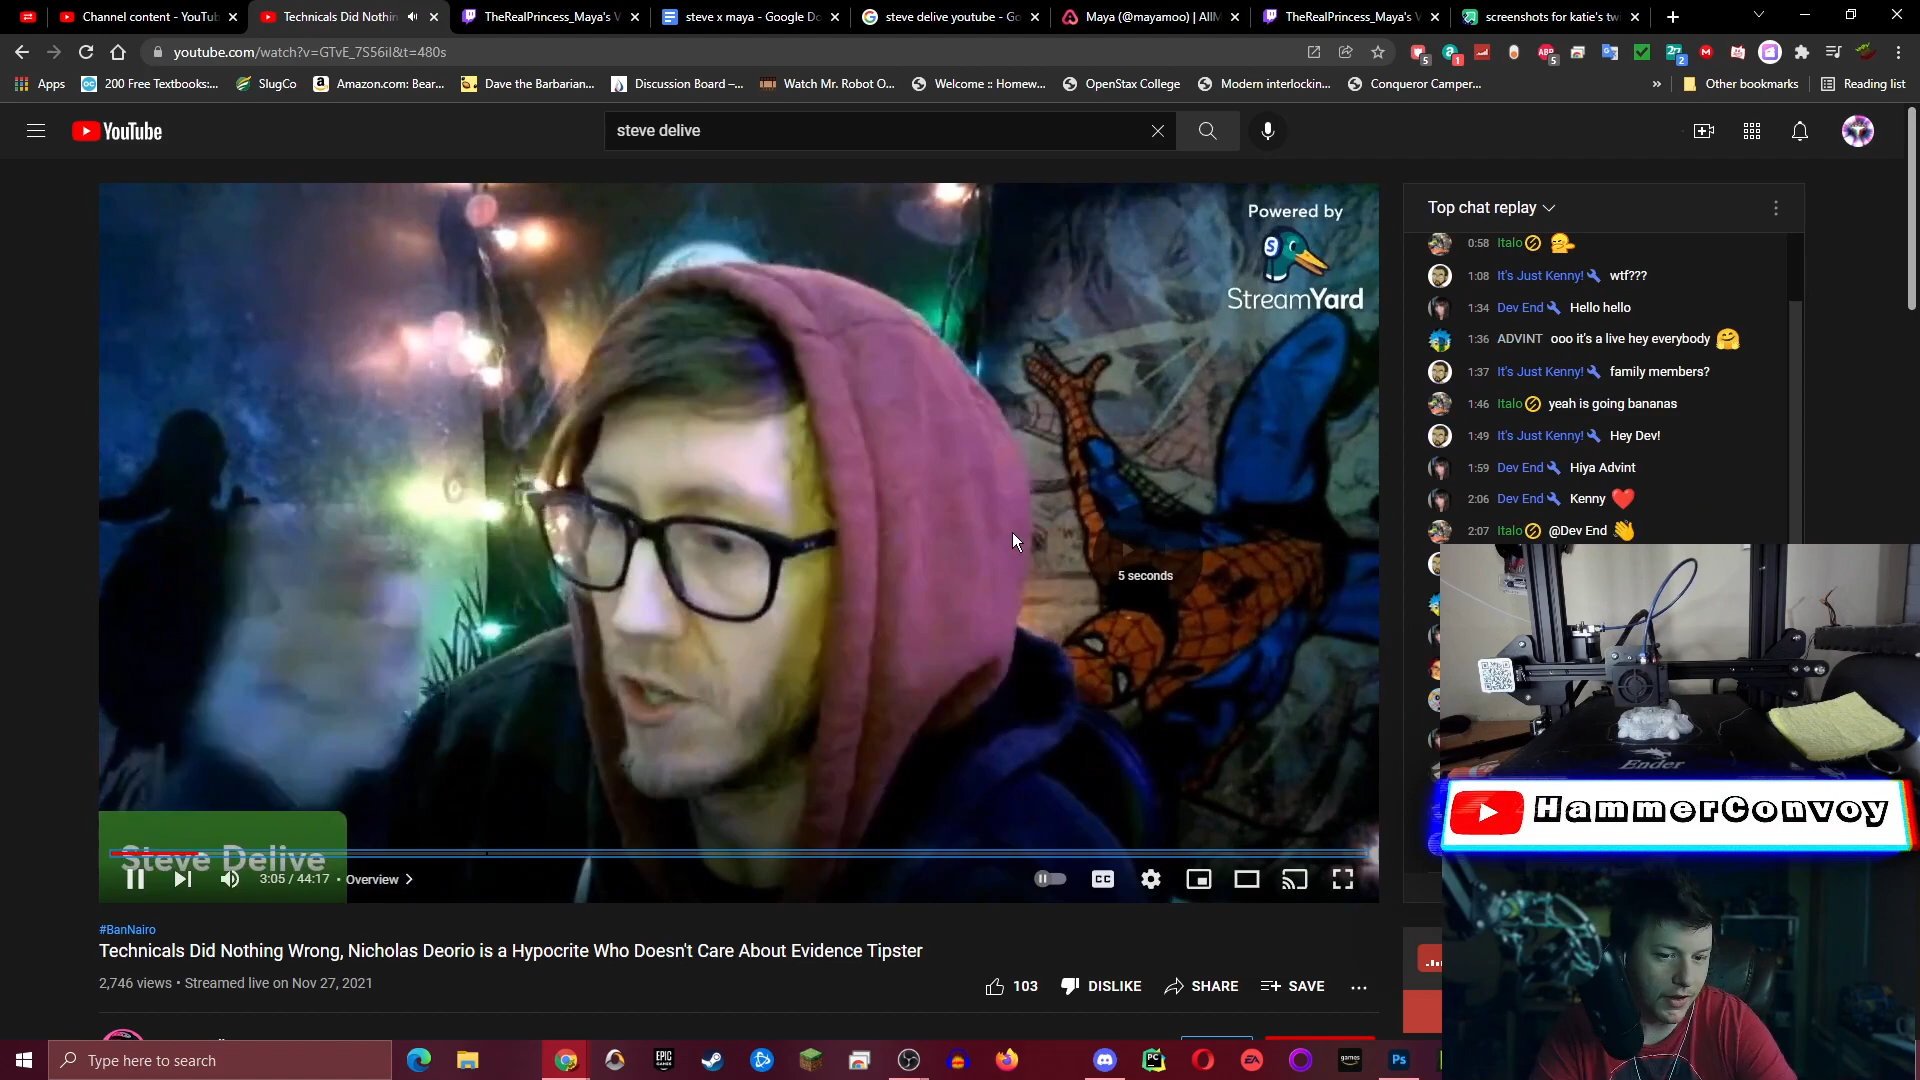 Channel content - YouTub
Technicals Did Nothin
TheRealPrincess_Maya's V
steve x maya - Google Do
steve delive youtube - Go
Maya (@mayamoo) | AllM
TheRealPrincess_Maya's V
screenshots for katie's tw
youtube.com/watch?v=GTvE_7S56iI&t=480s
Apps
200 Free Textbooks:...
SlugCo
Amazon.com: Bear...
Dave the Barbarian...
Discussion Board –...
Watch Mr. Robot O...
Welcome :: Homew...
OpenStax College
Modern interlockin...
Conqueror Camper...
»
Other bookmarks
Reading list
YouTube
steve delive
Powered by
StreamYard
5 seconds
Steve Delive
3:05 / 44:17 • Overview
Top chat replay
0:58 Italo
1:08 It's Just Kenny! wtf???
1:34 Dev End Hello hello
1:36 ADVINT ooo it's a live hey everybody
1:37 It's Just Kenny! family members?
1:46 Italo yeah is going bananas
1:49 It's Just Kenny! Hey Dev!
1:59 Dev End Hiya Advint
2:06 Dev End Kenny
2:07 Italo @Dev End
Ender
HammerConvoy
#BanNairo
Technicals Did Nothing Wrong, Nicholas Deorio is a Hypocrite Who Doesn't Care About Evidence Tipster
2,746 views • Streamed live on Nov 27, 2021
103
DISLIKE
SHARE
SAVE
Type here to search